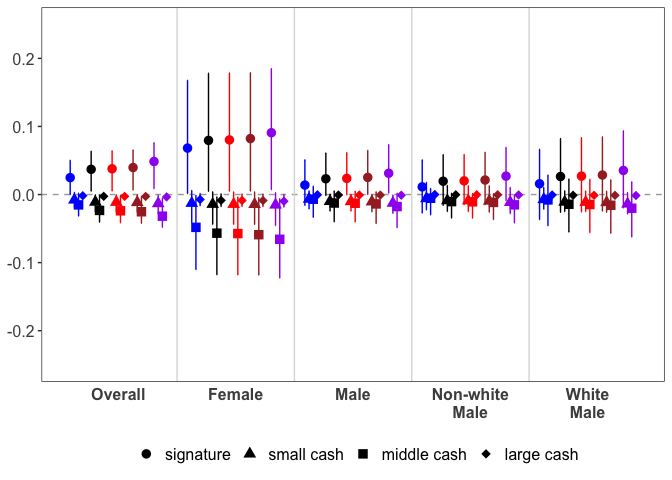 0.2
0.1
0.0
-0.1
-0.2
Overall Female Male Non-white White
Male Male
signature small cash middle cash large cash